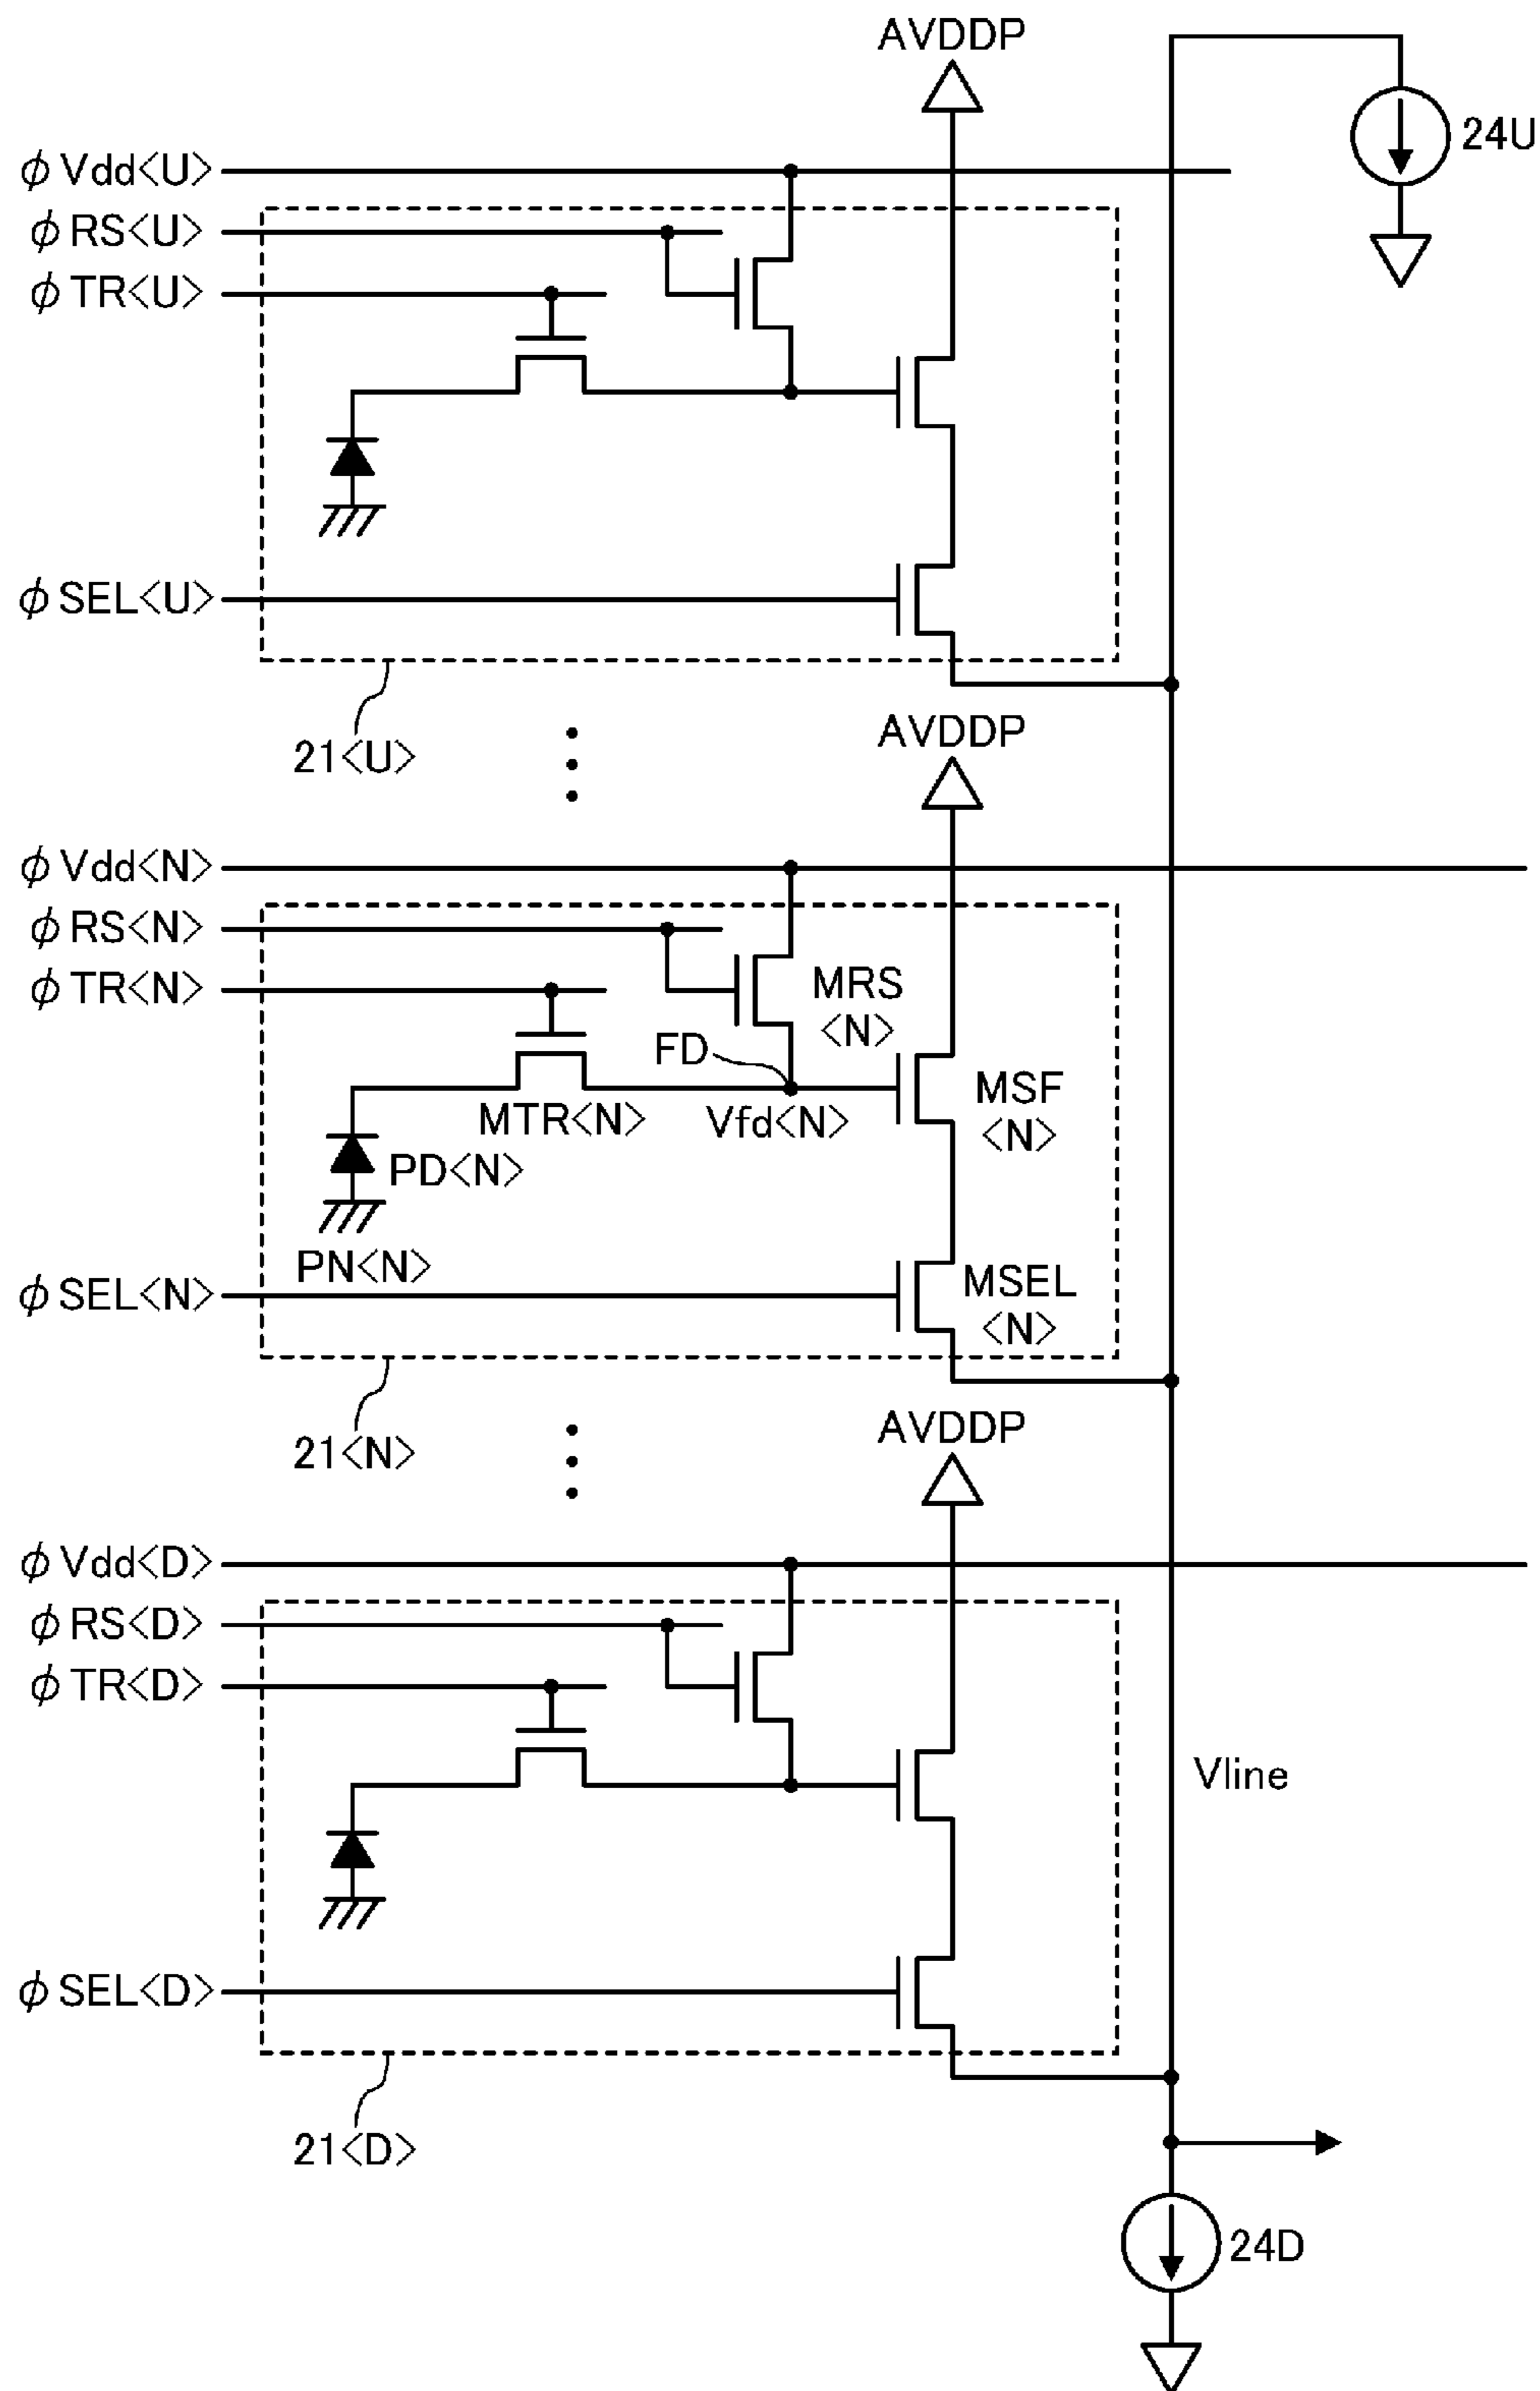 AVDDP
24U
ϕVdd<U>
ϕRS<U>
ϕTR<U>
ϕSEL<U>
21<U>
AVDDP
ϕVdd<N>
ϕRS<N>
ϕTR<N>
MRS
<N>
FD
MTR<N>
Vfd<N>
MSF
<N>
PD<N>
PN<N>
ϕSEL<N>
MSEL
<N>
21<N>
AVDDP
ϕVdd<D>
ϕRS<D>
ϕTR<D>
Vline
ϕSEL<D>
21<D>
24D